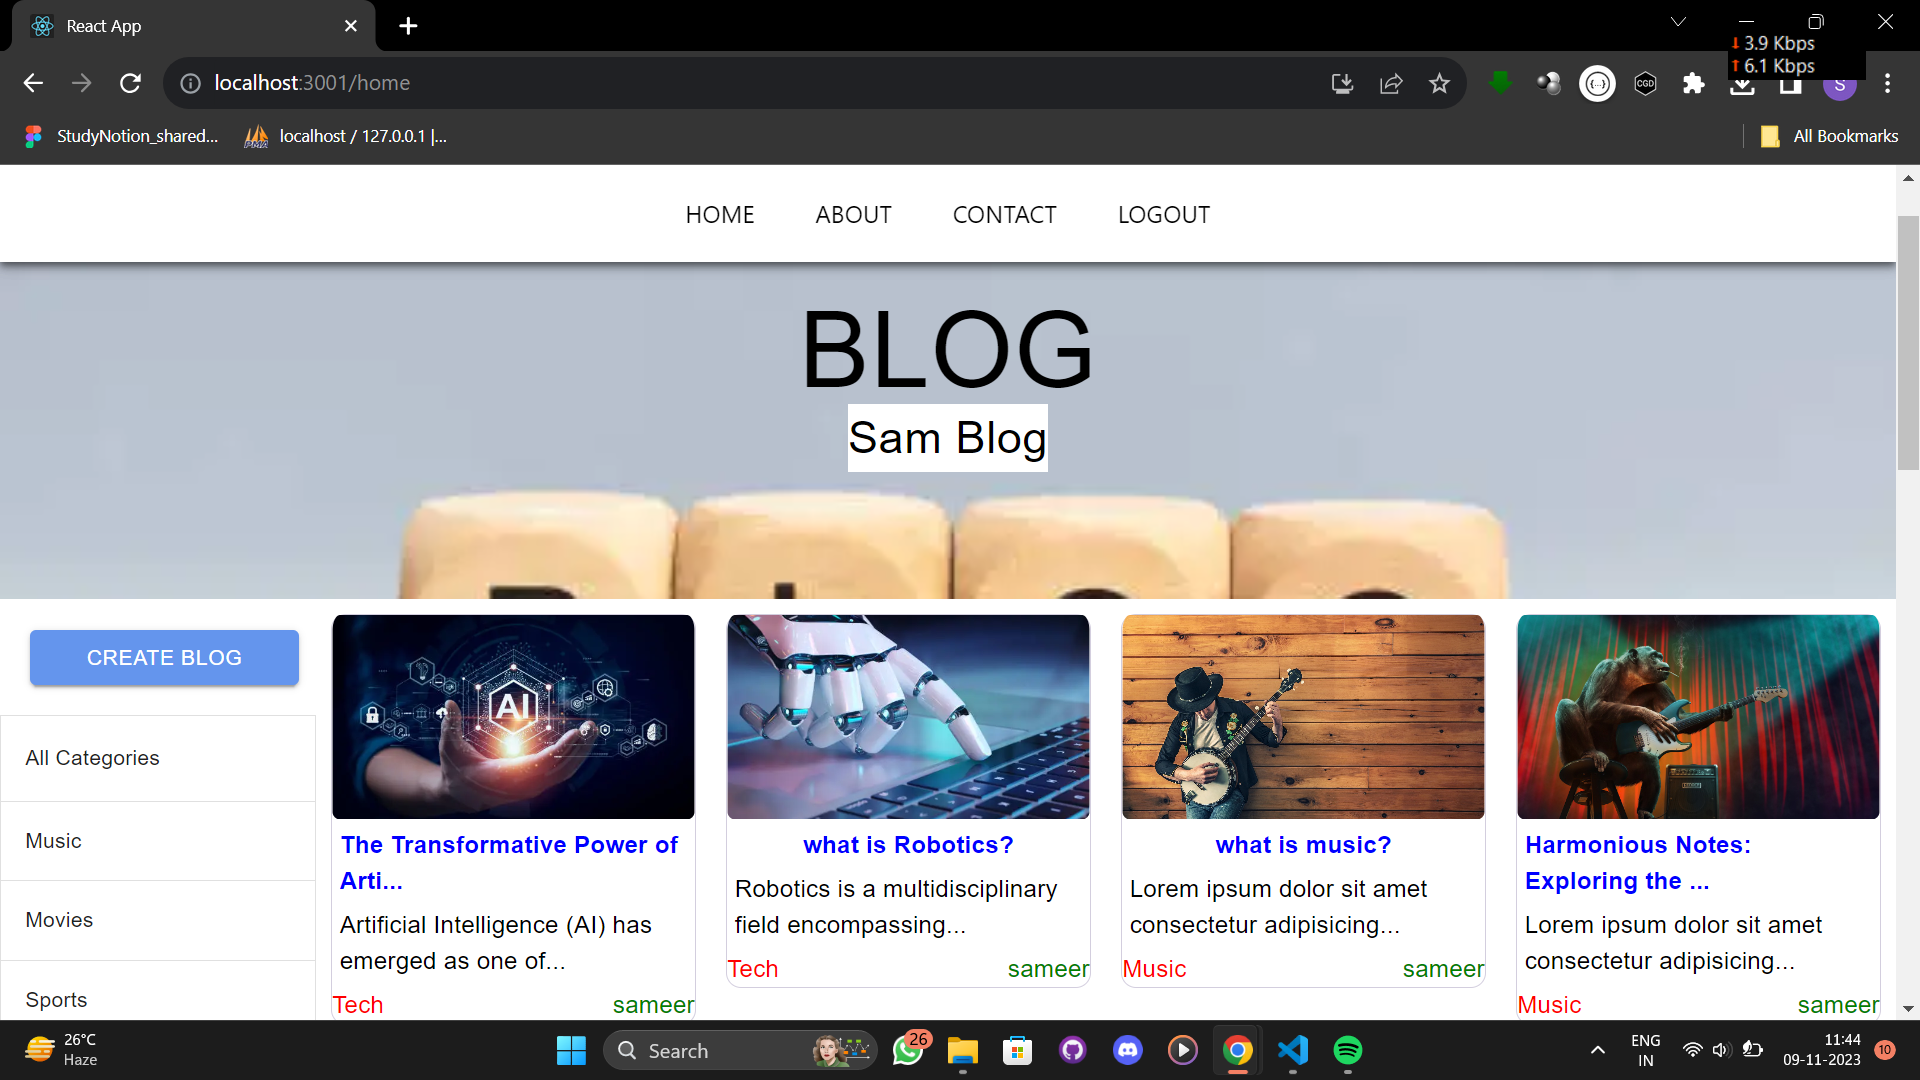 React App
3.9 Kbps
6.1 Kbps
localhost:3001/home
CGD
S
StudyNotion_shared...
PMA
localhost / 127.0.0.1 |...
All Bookmarks
HOME
ABOUT
CONTACT
LOGOUT
BLOG
Sam Blog
CREATE BLOG
All Categories
Music
Movies
Sports
AI
The Transformative Power of
Arti...
Artificial Intelligence (AI) has
emerged as one of...
Tech
sameer
what is Robotics?
Robotics is a multidisciplinary
field encompassing...
Tech
sameer
what is music?
Lorem ipsum dolor sit amet
consectetur adipisicing...
Music
sameer
Harmonious Notes:
Exploring the ...
Lorem ipsum dolor sit amet
consectetur adipisicing...
Music
sameer
26°C
Haze
Search
26
ENG
IN
11:44
09-11-2023
10